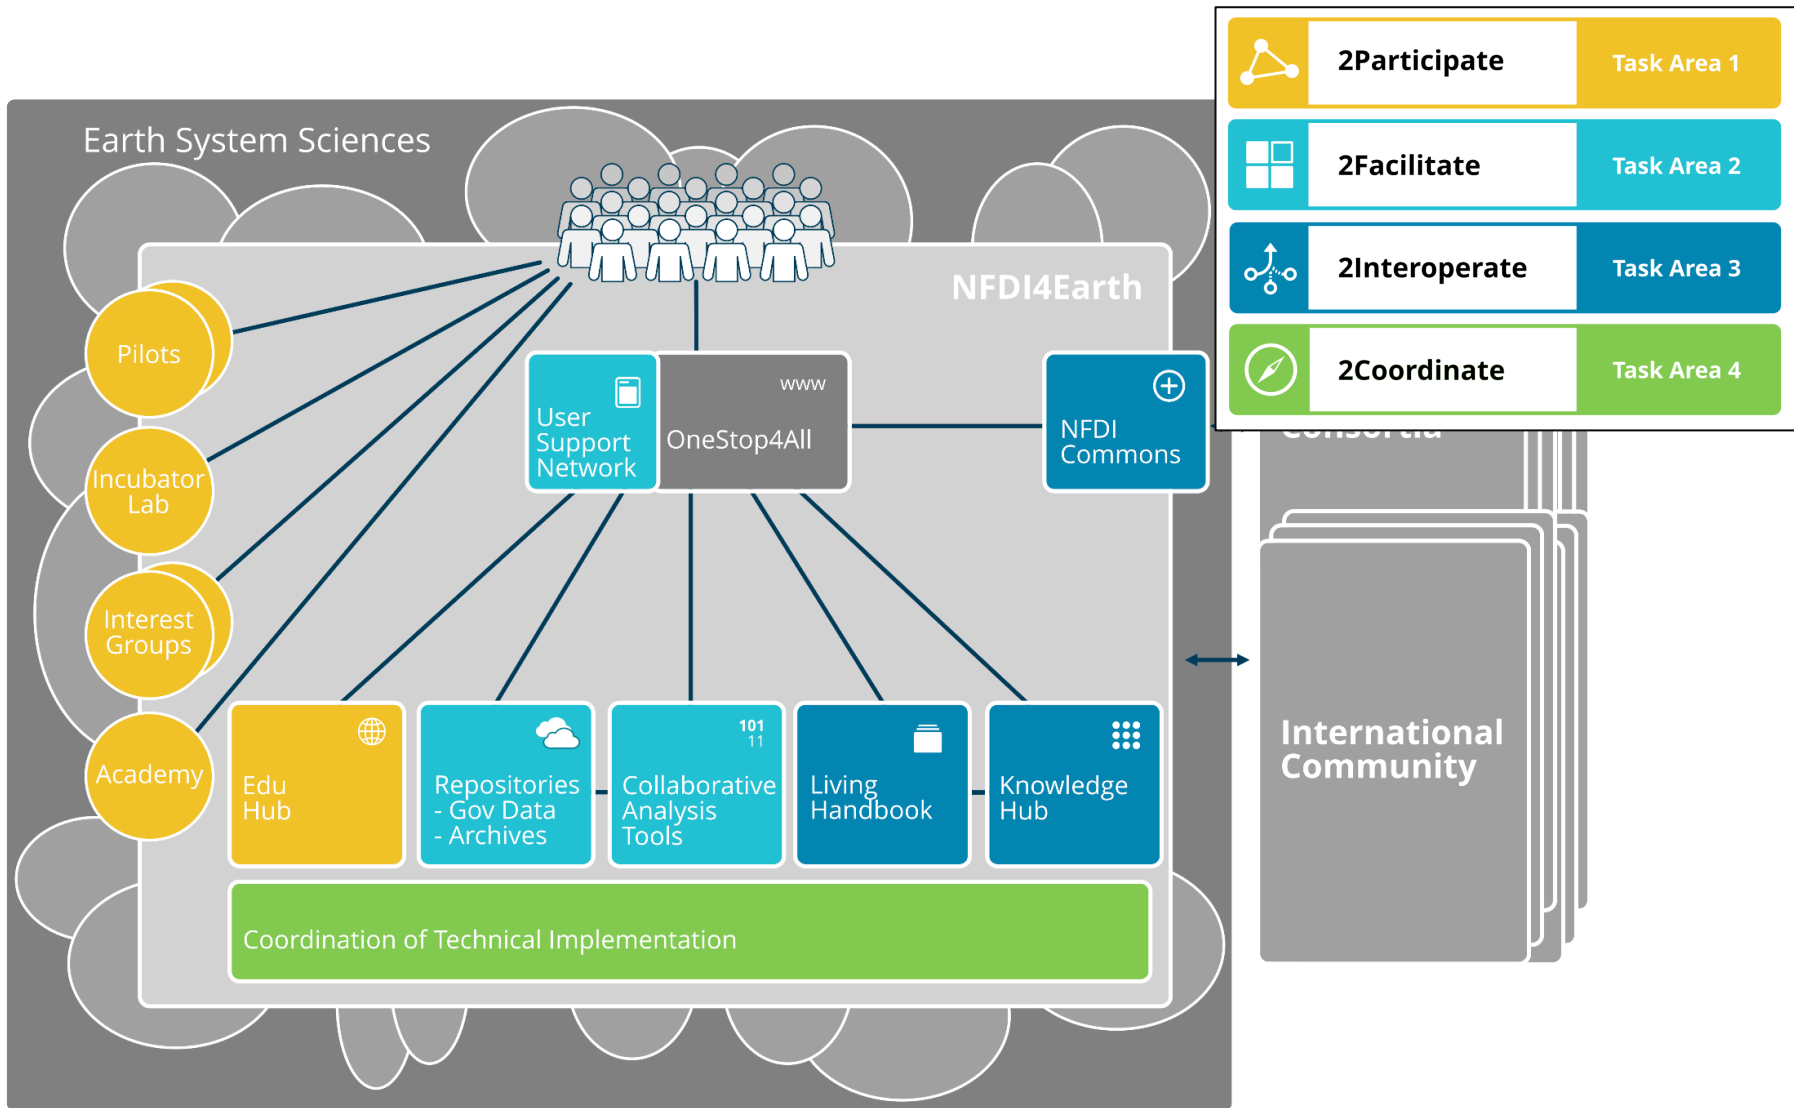 2Participate
Task Area 1
2Facilitate
Task Area 2
2Interoperate
Task Area 3
2Coordinate
Task Area 4
Earth System Sciences
NFDI4Earth
Pilots
Incubator
Lab
Interest
Groups
Academy
User
Support
Network
www
OneStop4All
NFDI
Commons
Consortia
International
Community
Edu
Hub
Repositories
- Gov Data
- Archives
101
11
Collaborative
Analysis
Tools
Living
Handbook
Knowledge
Hub
Coordination of Technical Implementation